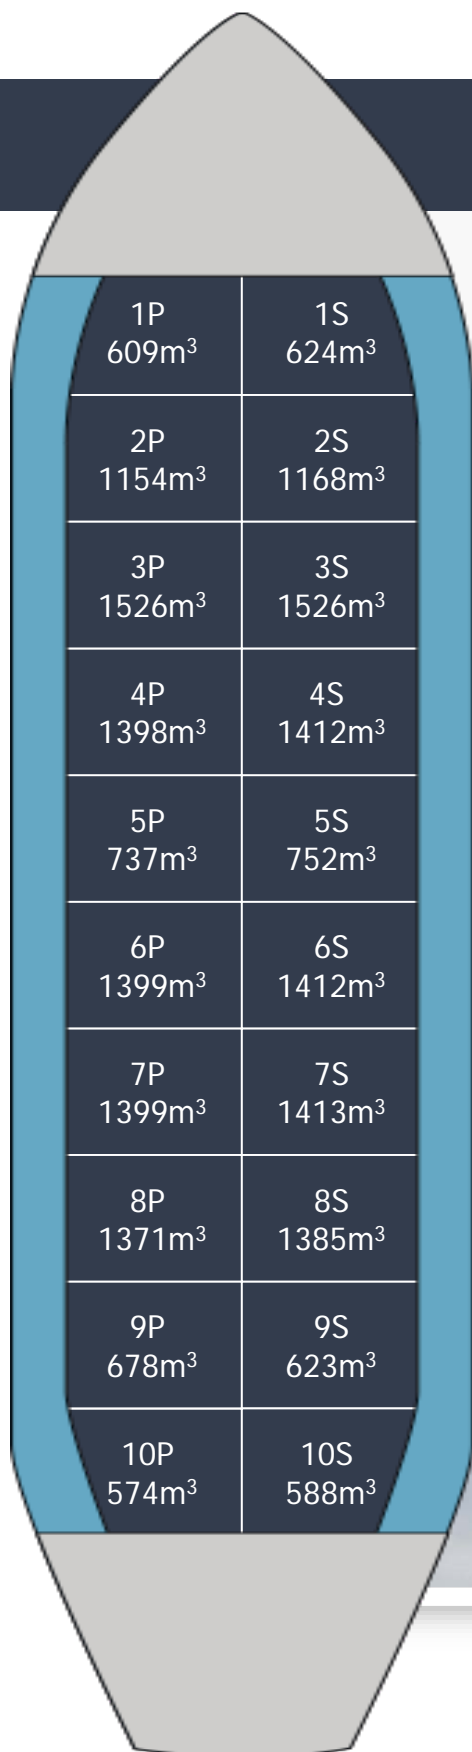 1P
609m³
1S
624m³
2P
1154m³
2S
1168m³
3P
1526m³
3S
1526m³
4P
1398m³
4S
1412m³
5P
737m³
5S
752m³
6P
1399m³
6S
1412m³
7P
1399m³
7S
1413m³
8P
1371m³
8S
1385m³
9P
678m³
9S
623m³
10P
574m³
10S
588m³